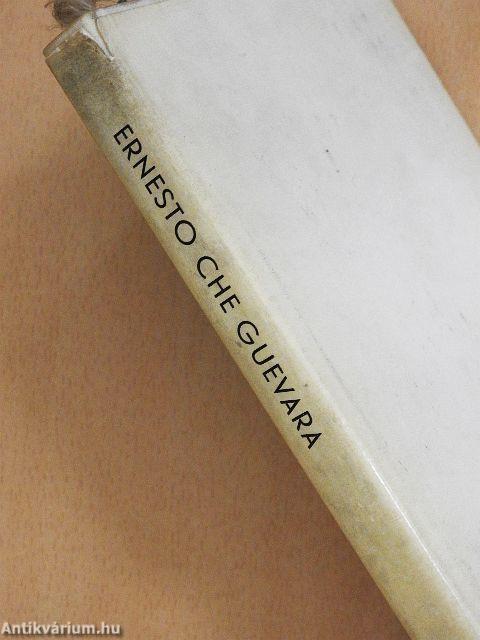 ERNESTO CHE GUEVARA
Antikvárium.hu